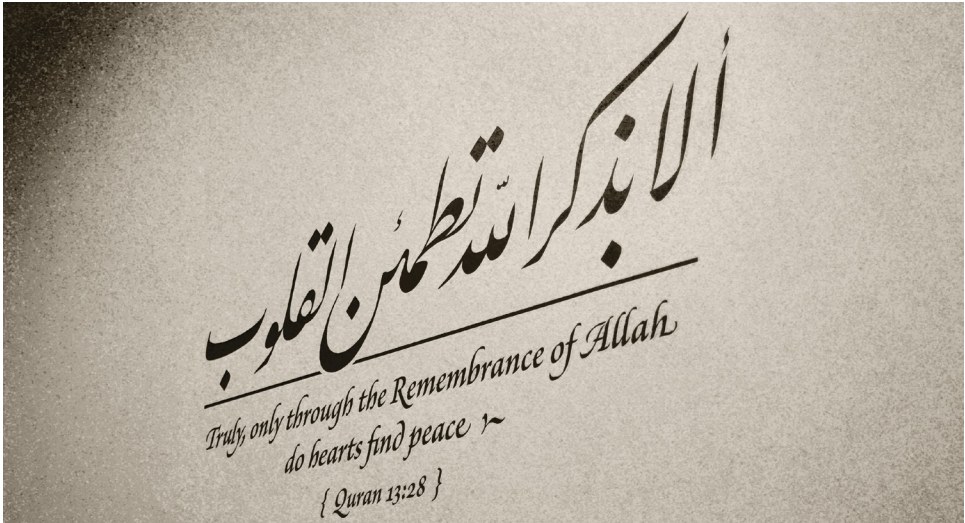 ألا بذكر الله تطمئن القلوب
Truly, only through the Remembrance of Allah
do hearts find peace
{ Quran 13:28 }